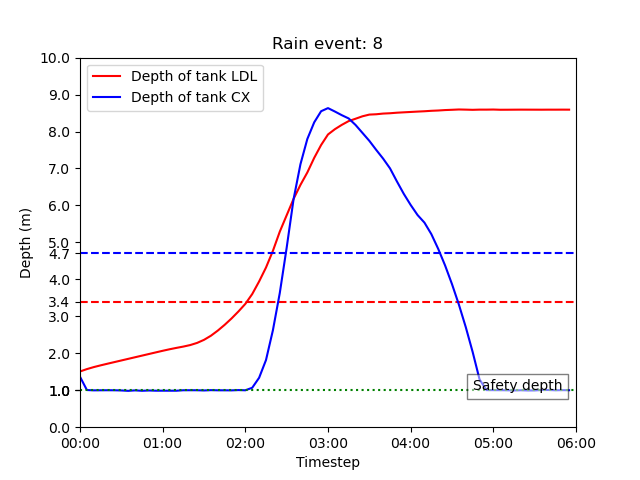 Rain event: 8
Depth of tank LDL
Depth of tank CX
Depth (m)
10.0
9.0
8.0
7.0
6.0
5.0
4.7
4.0
3.4
3.0
2.0
1.0
0.0
Safety depth
00:00 01:00 02:00 03:00 04:00 05:00 06:00
Timestep